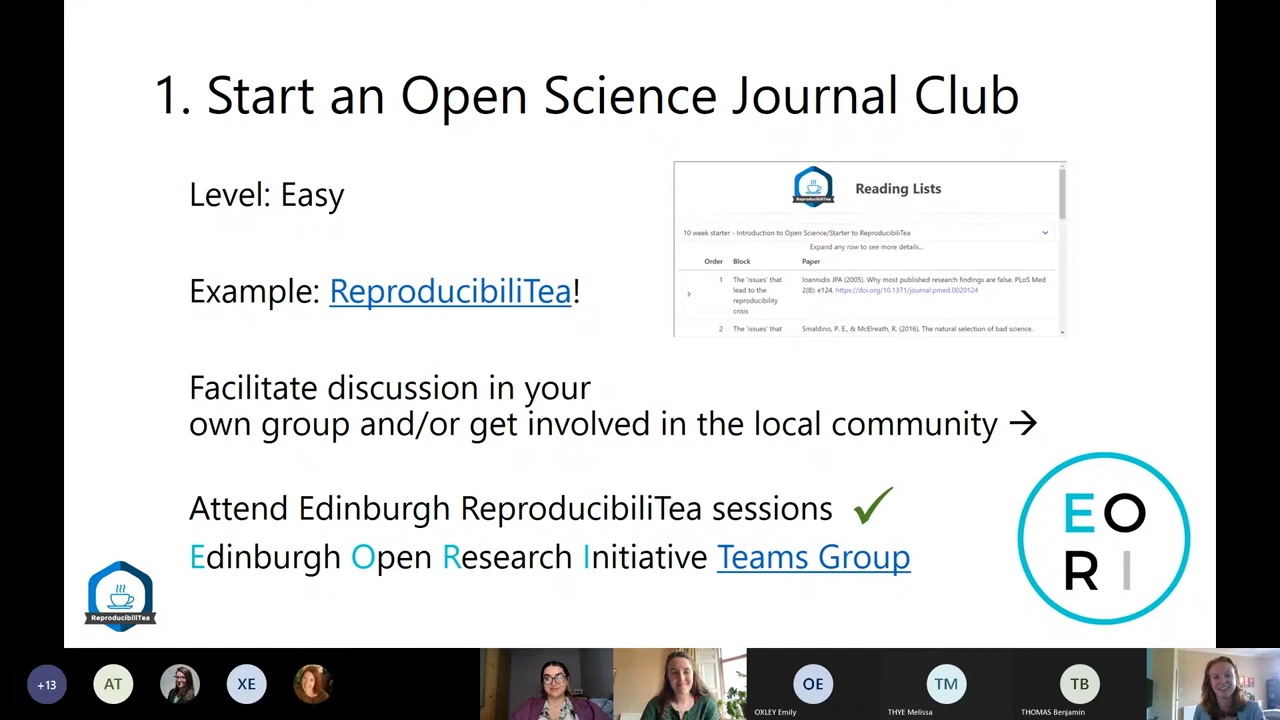 1. Start an Open Science Journal Club
Level: Easy
Example: ReproducibiliTea!
ReproducibiliTea
Reading Lists
10 week starter - Introduction to Open Science/Starter to ReproducibiliTea
Expand any row to see more details...
Order Block Paper
1 The 'issues' that lead to the reproducibility crisis
Ioannidis JPA (2005). Why most published research findings are false. PLoS Med
2(8): e124. https://doi.org/10.1371/journal.pmed.0020124
2 The 'issues' that
Smaldino, P. E., & McElreath, R. (2016). The natural selection of bad science.
Facilitate discussion in your
own group and/or get involved in the local community →
Attend Edinburgh ReproducibiliTea sessions ✓
Edinburgh Open Research Initiative Teams Group
E O
R I
ReproducibiliTea
+13
AT
XE
OE
OXLEY Emily
TM
THYE Melissa
TB
THOMAS Benjamin